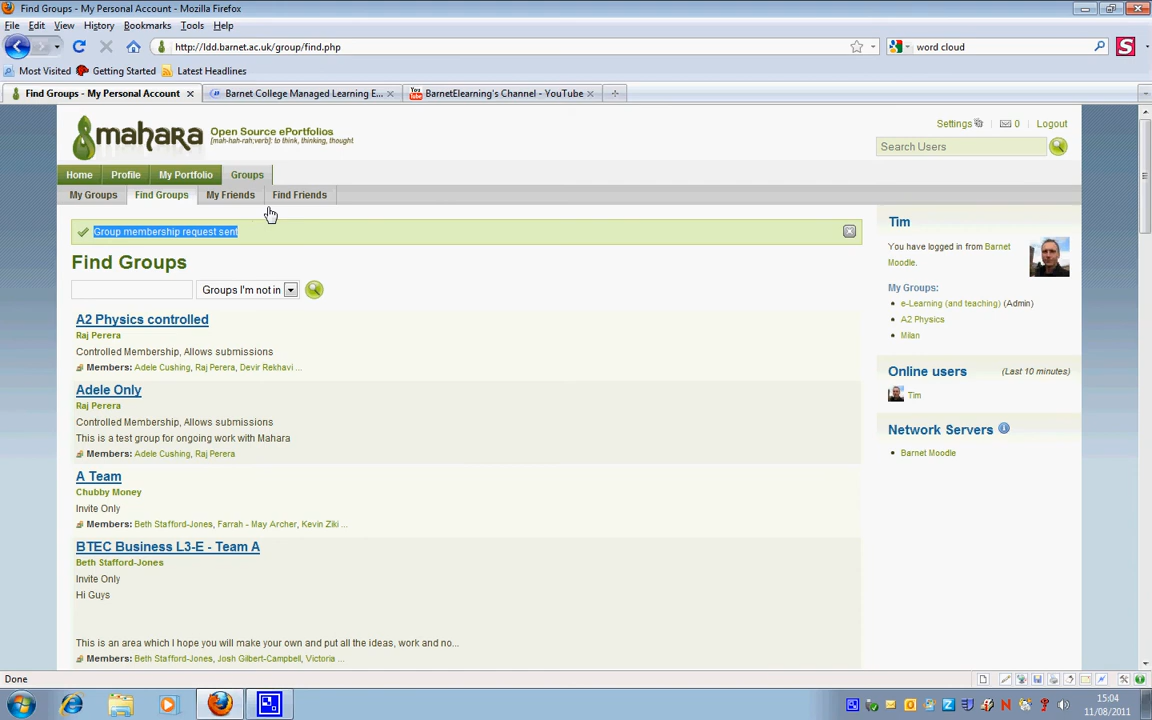 Find Groups - My Personal Account - Mozilla Firefox
File Edit View History Bookmarks Tools Help
http://ldd.barnet.ac.uk/group/find.php
word cloud
Most Visited Getting Started Latest Headlines
Find Groups - My Personal Account
Barnet College Managed Learning E...
BarnetElearning's Channel - YouTube
mahara Open Source ePortfolios
[mah-hah-rah;verb]: to think, thinking, thought
Settings 0 Logout
Search Users
Home Profile My Portfolio Groups
My Groups Find Groups My Friends Find Friends
Group membership request sent
Find Groups
Groups I'm not in
A2 Physics controlled
Raj Perera
Controlled Membership, Allows submissions
Members: Adele Cushing, Raj Perera, Devir Rekhavi ...
Adele Only
Raj Perera
Controlled Membership, Allows submissions
This is a test group for ongoing work with Mahara
Members: Adele Cushing, Raj Perera
A Team
Chubby Money
Invite Only
Members: Beth Stafford-Jones, Farrah - May Archer, Kevin Ziki ...
BTEC Business L3-E - Team A
Beth Stafford-Jones
Invite Only
Hi Guys
This is an area which I hope you will make your own and put all the ideas, work and no...
Members: Beth Stafford-Jones, Josh Gilbert-Campbell, Victoria ...
Tim
You have logged in from Barnet
Moodle.
My Groups:
e-Learning (and teaching) (Admin)
A2 Physics
Milan
Online users (Last 10 minutes)
Tim
Network Servers
Barnet Moodle
Done
15:04
11/08/2011